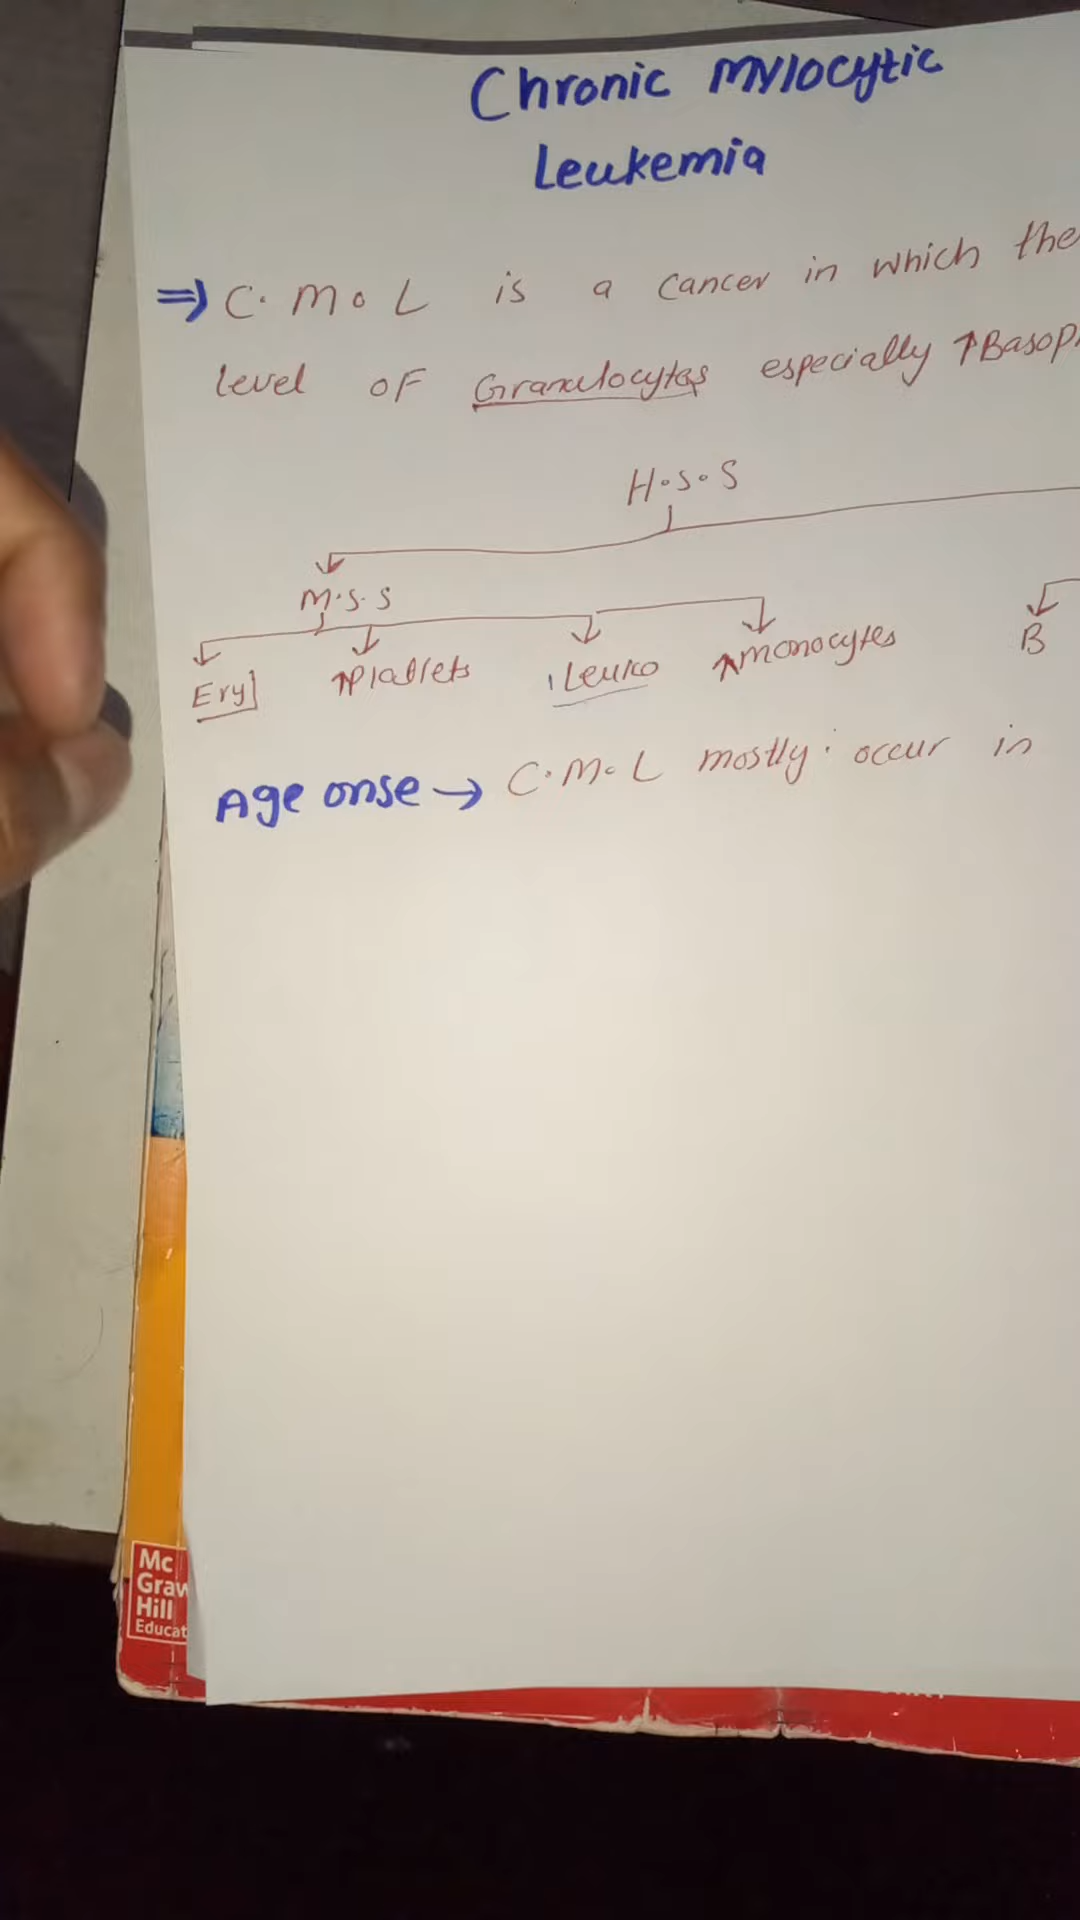 Chronic Mylocytic
Leukemia
⇒ C.M.L is a cancer in which the
level of Granulocytes especially ↑Basop
H.S.S
M.S.S
Ery] ↑Platlets Leuko ↑Monocytes B
Age onse → C.M.L mostly occur in
Mc
Graw
Hill
Educat